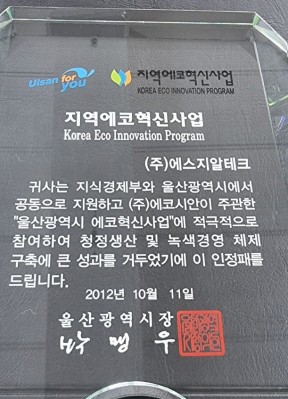 Ulsan for you
지역에코혁신사업
KOREA ECO INNOVATION PROGRAM
지역에코혁신사업
Korea Eco Innovation Program
(주)에스지알테크
귀사는 지식경제부와 울산광역시에서
공동으로 지원하고 (주)에코시안이 주관한
"울산광역시 에코혁신사업"에 적극적으로
참여하여 청정생산 및 녹색경영 체제
구축에 큰 성과를 거두었기에 이 인정패를
드립니다.
2012년 10월 11일
울산광역시장